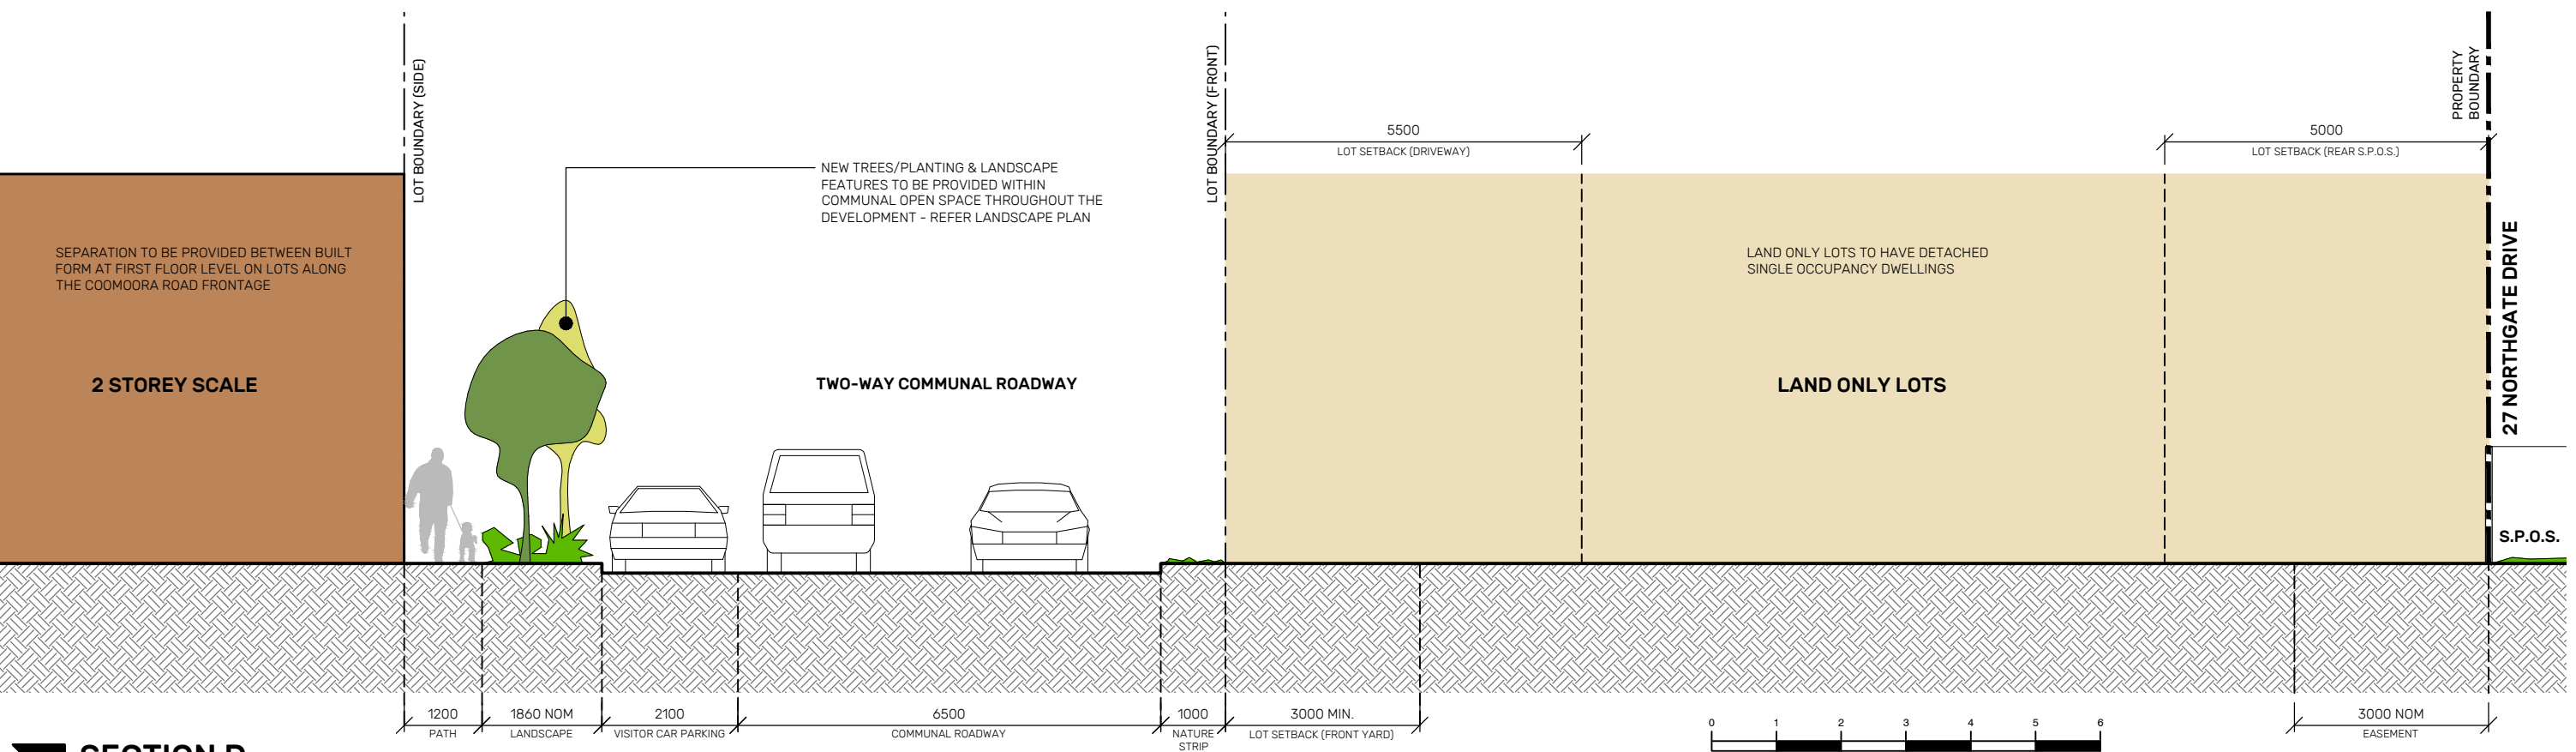 LOT BOUNDARY (SIDE)
LOT BOUNDARY (FRONT)
PROPERTY
BOUNDARY
5500
LOT SETBACK (DRIVEWAY)
5000
LOT SETBACK (REAR S.P.O.S.)
NEW TREES/PLANTING & LANDSCAPE
FEATURES TO BE PROVIDED WITHIN
COMMUNAL OPEN SPACE THROUGHOUT THE
DEVELOPMENT - REFER LANDSCAPE PLAN
SEPARATION TO BE PROVIDED BETWEEN BUILT
FORM AT FIRST FLOOR LEVEL ON LOTS ALONG
THE COOMOORA ROAD FRONTAGE
LAND ONLY LOTS TO HAVE DETACHED
SINGLE OCCUPANCY DWELLINGS
27 NORTHGATE DRIVE
2 STOREY SCALE
TWO-WAY COMMUNAL ROADWAY
LAND ONLY LOTS
S.P.O.S.
1200
PATH
1860 NOM
LANDSCAPE
2100
VISITOR CAR PARKING
6500
COMMUNAL ROADWAY
1000
NATURE
STRIP
3000 MIN.
LOT SETBACK (FRONT YARD)
0 1 2 3 4 5 6
3000 NOM
EASEMENT